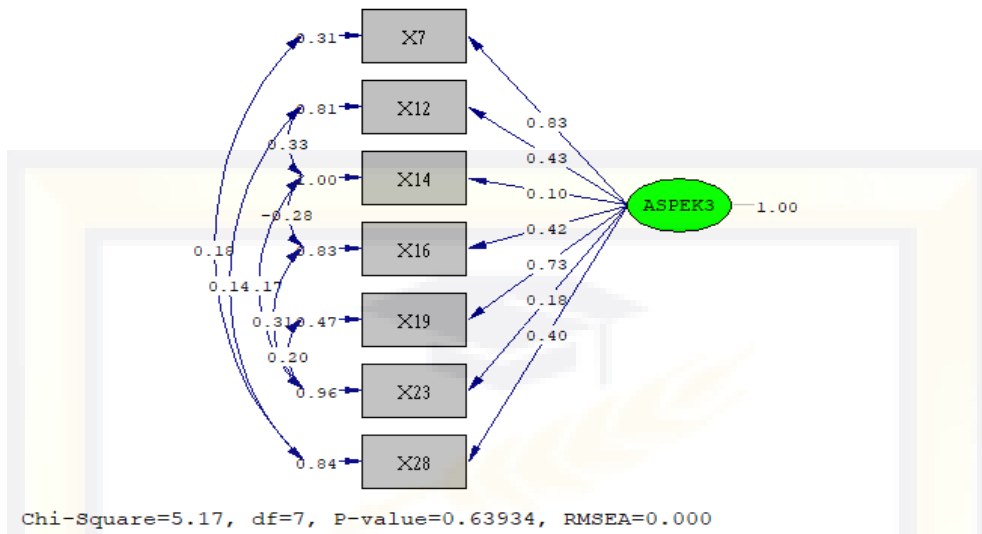 0.31 X7
0.81 X12
0.83
0.33
0.43
1.00 X14
0.10
ASPEK3 1.00
-0.28
0.42
0.18 0.83 X16
0.73
0.14.17
0.18
0.31 0.47 X19
0.40
0.20
0.96 X23
0.84 X28
Chi-Square=5.17, df=7, P-value=0.63934, RMSEA=0.000